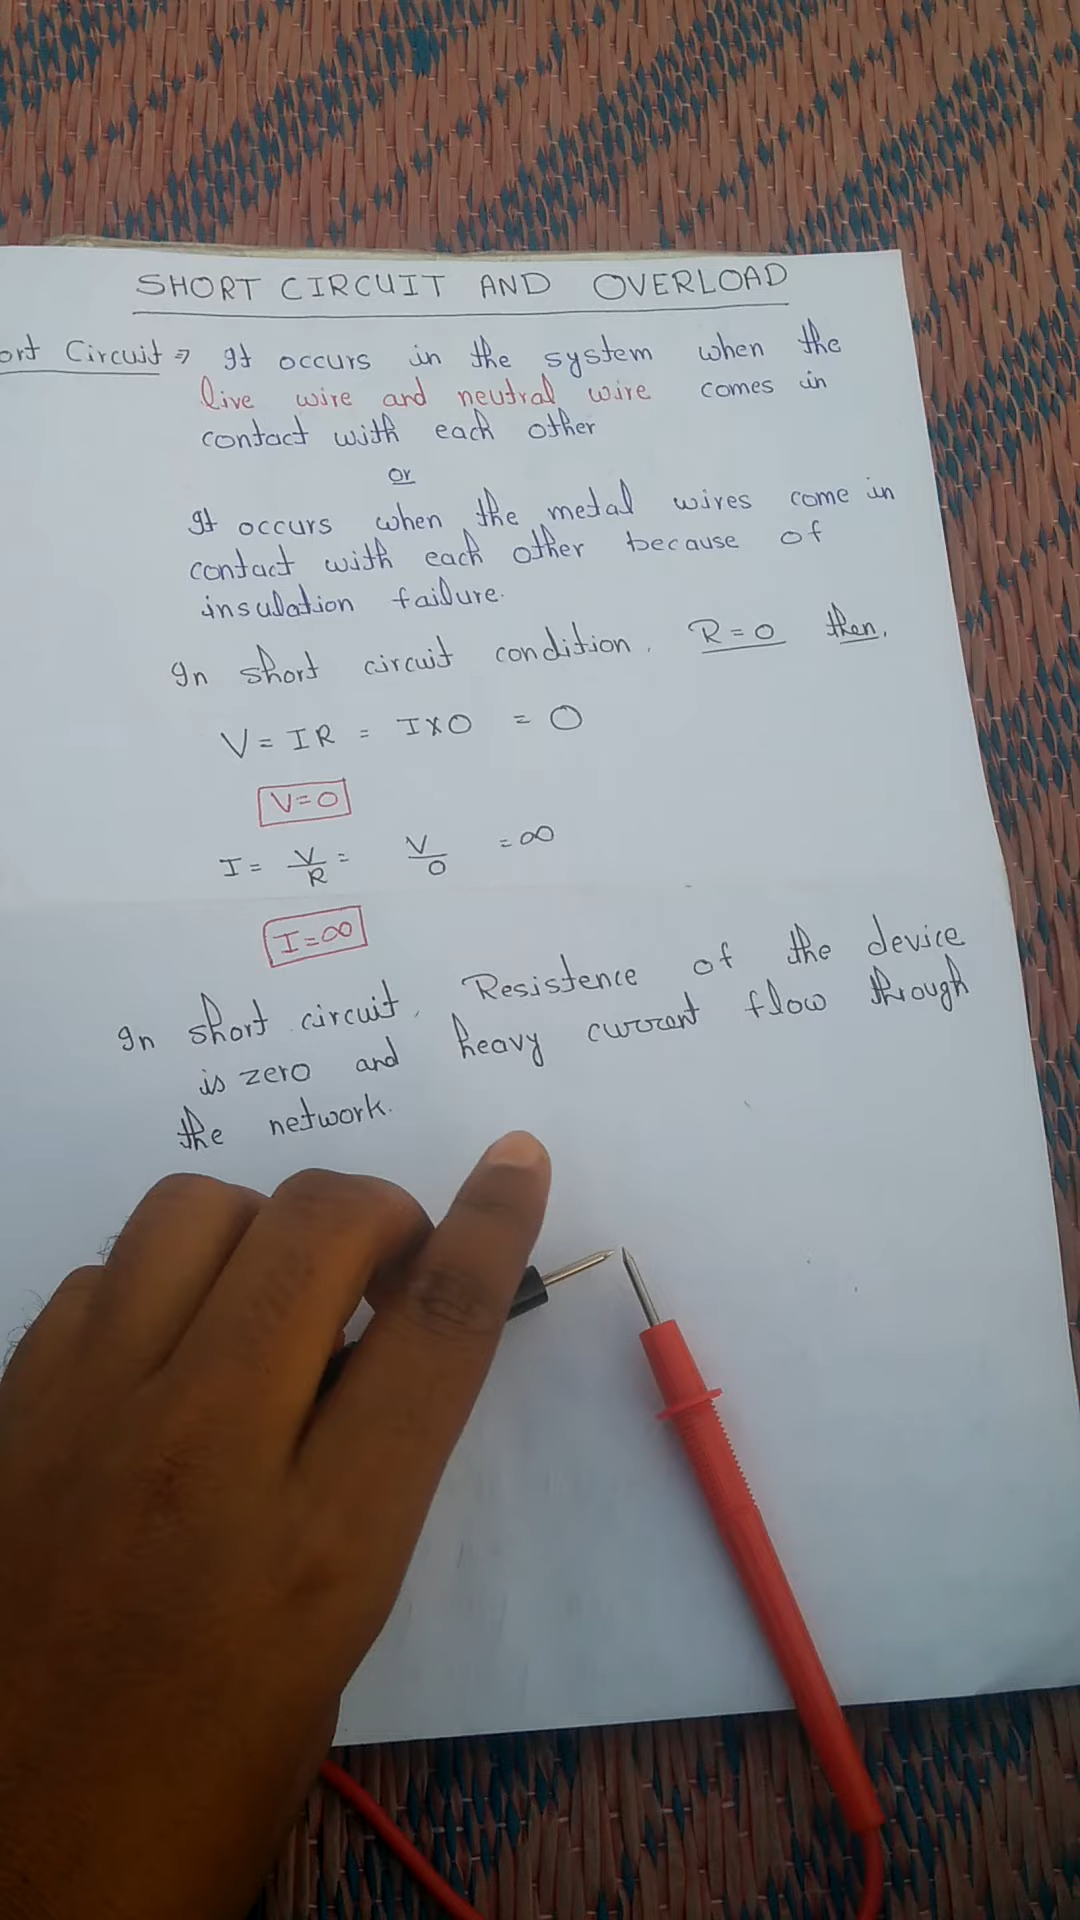 SHORT CIRCUIT AND OVERLOAD
ort Circuit ⇒ It occurs in the system when the
live wire and neutral wire comes in
contact with each other
or
It occurs when the metal wires come in
contact with each other because of
insulation failure.
In short circuit condition, R=0 then,
V = IR = I×0 = 0
V=0
I = V/R = V/0 = ∞
I=∞
In short circuit, Resistence of the device
is zero and heavy current flow through
the network.